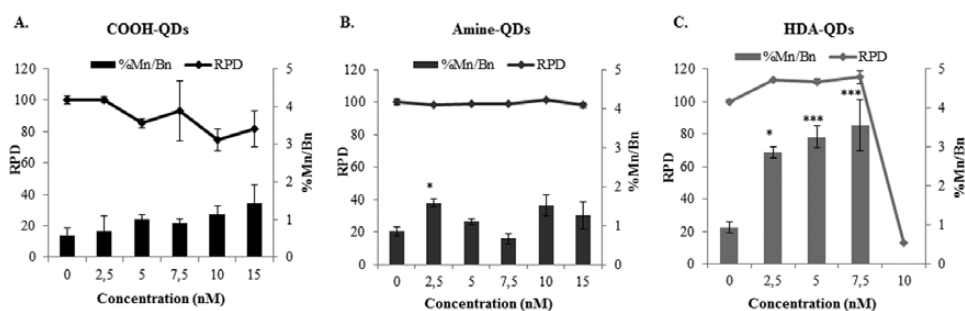 A.
COOH-QDs
%Mn/Bn RPD
120
100
80
60
40
20
0
RPD
5
4
3
2
1
0
%Mn/Bn
0 2,5 5 7,5 10 15
Concentration (nM)
B.
Amine-QDs
%Mn/Bn RPD
120
100
80
60
40
20
0
RPD
5
4
3
2
1
0
%Mn/Bn
*
0 2,5 5 7,5 10 15
Concentration (nM)
C.
HDA-QDs
%Mn/Bn RPD
120
100
80
60
40
20
0
RPD
5
4
3
2
1
0
%Mn/Bn
* *** ***
0 2,5 5 7,5 10
Concentration (nM)